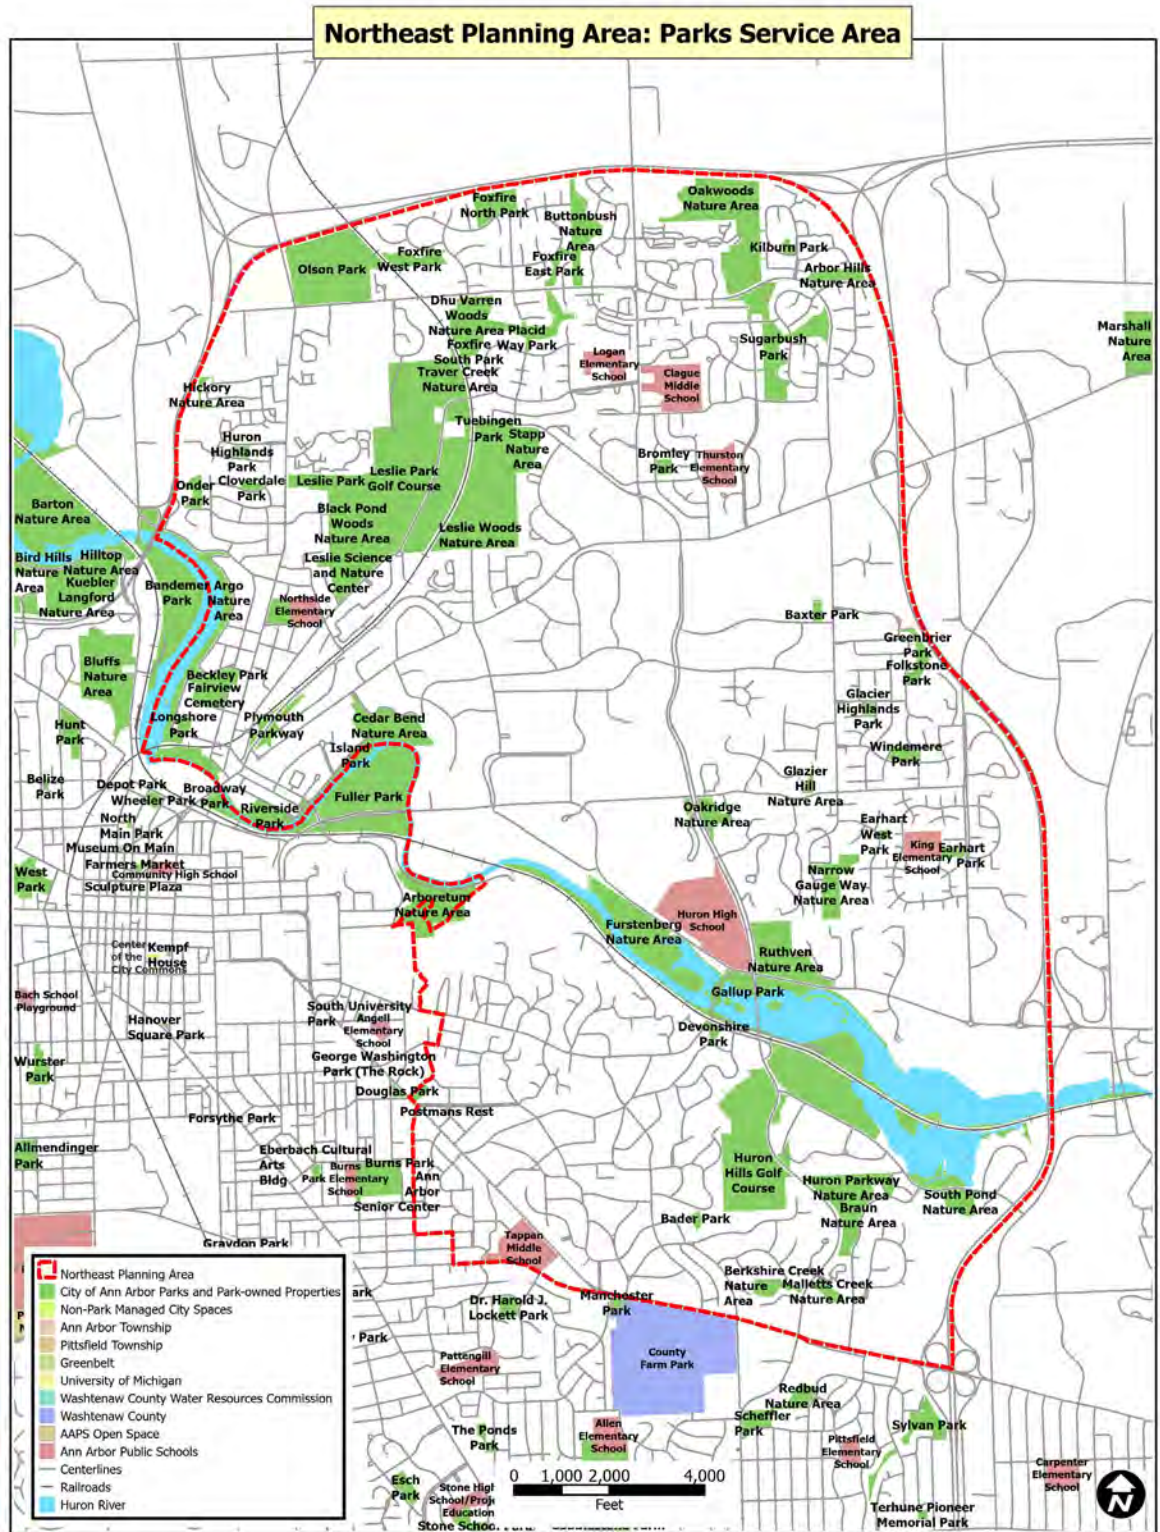 Northeast Planning Area: Parks Service Area
Foxfire
North Park
Oakwoods
Nature Area
Buttonbush
Nature
Area
Kilburn Park
Olson Park
Foxfire
West Park
Foxfire
East Park
Arbor Hills
Nature Area
Dhu Varren
Woods
Nature Area
Placid
Way Park
Foxfire
South Park
Traver Creek
Nature Area
Logan
Elementary
School
Clague
Middle
School
Sugarbush
Park
Marshall
Nature
Area
Hickory
Nature Area
Tuebingen
Park
Stapp
Nature
Area
Huron
Highlands
Park
Cloverdale
Park
Onder
Park
Leslie Park
Leslie Park
Golf Course
Bromley
Park
Thurston
Elementary
School
Barton
Nature Area
Black Pond
Woods
Nature Area
Leslie Woods
Nature Area
Bird Hills
Nature
Area
Hilltop
Nature Area
Kuebler
Langford
Nature Area
Bandemer
Park
Argo
Nature
Area
Leslie Science
and Nature
Center
Northside
Elementary
School
Baxter Park
Greenbrier
Park
Folkstone
Park
Bluffs
Nature
Area
Beckley Park
Fairview
Cemetery
Glacier
Highlands
Park
Hunt
Park
Longshore
Park
Plymouth
Parkway
Cedar Bend
Nature Area
Island
Park
Windemere
Park
Belize
Park
Depot Park
Wheeler Park
Broadway
Park
Riverside
Park
Fuller Park
Glazier
Hill
Nature Area
Oakridge
Nature Area
North
Main Park
Museum On Main
Farmers Market
Community High School
Sculpture Plaza
West
Park
Earhart
West
Park
King
Elementary
School
Earhart
Park
Narrow
Gauge Way
Nature Area
Arboretum
Nature Area
Furstenberg
Nature Area
Huron High
School
Ruthven
Nature Area
Center
of the
City Commons
Kempf
House
Gallup Park
Bach School
Playground
Hanover
Square Park
South University
Park
Angell
Elementary
School
Devonshire
Park
Wurster
Park
George Washington
Park (The Rock)
Douglas Park
Postmans Rest
Forsythe Park
Allmendinger
Park
Eberbach Cultural
Arts
Bldg
Burns
Park Elementary
School
Burns Park
Ann
Arbor
Senior Center
Huron
Hills Golf
Course
Huron Parkway
Nature Area
Braun
Nature Area
South Pond
Nature Area
Bader Park
Graydon Park
Tappan
Middle
School
Berkshire Creek
Nature
Area
Malletts Creek
Nature Area
Dr. Harold J.
Lockett Park
Manchester
Park
ark
Park
Pattengill
Elementary
School
County
Farm Park
Redbud
Nature Area
Scheffler
Park
Sylvan Park
The Ponds
Park
Allen
Elementary
School
Pittsfield
Elementary
School
Carpenter
Elementary
School
Esch
Park
Stone High
School/Proj
Education
Terhune Pioneer
Memorial Park
Northeast Planning Area
City of Ann Arbor Parks and Park-owned Properties
Non-Park Managed City Spaces
Ann Arbor Township
Pittsfield Township
Greenbelt
University of Michigan
Washtenaw County Water Resources Commission
Washtenaw County
AAPS Open Space
Ann Arbor Public Schools
Centerlines
Railroads
Huron River
0 1,000 2,000 4,000
Feet
N